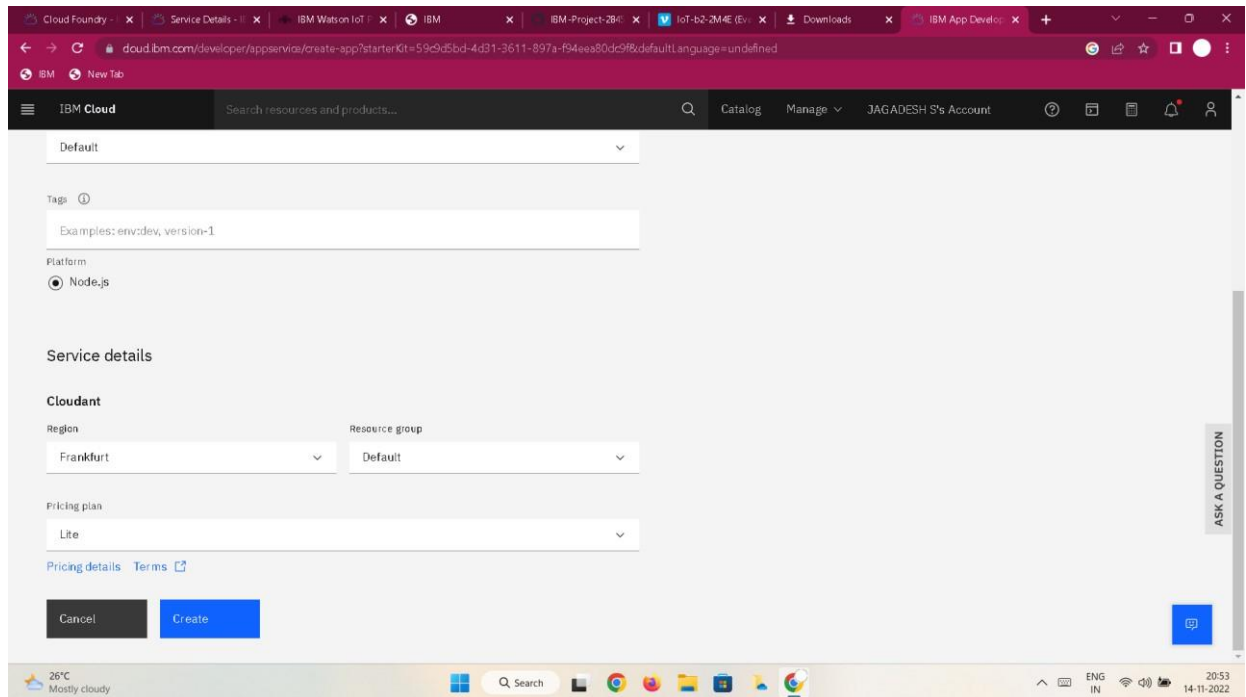 Cloud Foundry - Service Details - I IBM Watson IoT P IBM IBM-Project-284 IoT-b2-2M4E (Eve Downloads IBM App Develop
cloud.ibm.com/developer/appservice/create-app?starterKit=59c9d5bd-4d31-3611-897a-f94eea80dc9f&defaultLanguage=undefined
IBM New Tab
IBM Cloud Search resources and products... Catalog Manage JAGADESH S's Account
Default
Tags
Examples: env:dev, version-1
Platform
Node.js
Service details
Cloudant
Region Resource group
Frankfurt Default
Pricing plan
Lite
Pricing details Terms
Cancel Create
ASK A QUESTION
26°C
Mostly cloudy
Search
ENG
IN
20:53
14-11-2022